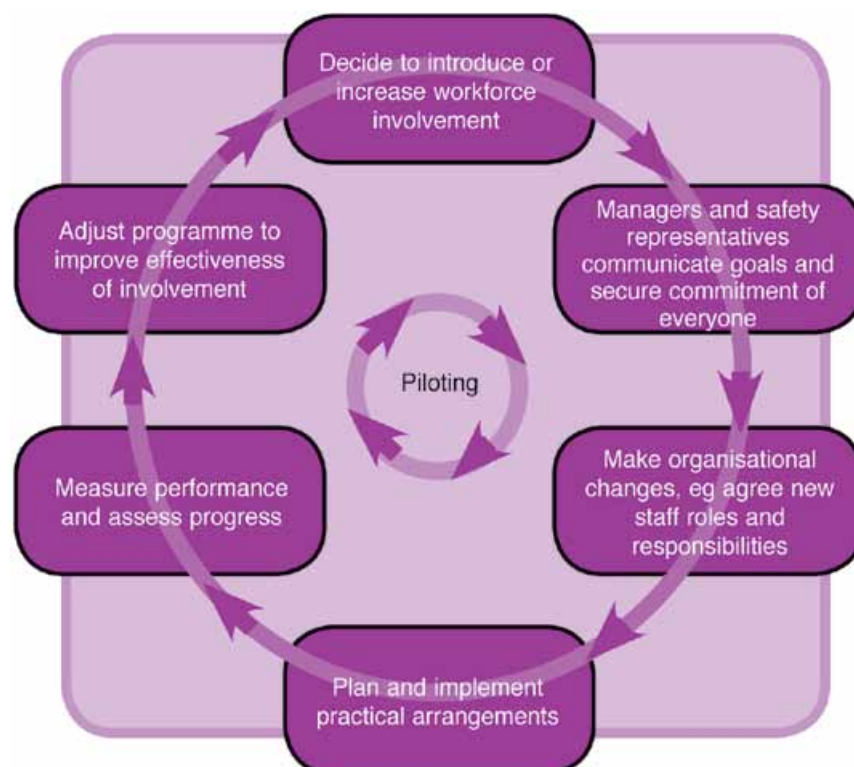 Decide to introduce or
increase workforce
involvement
Managers and safety
representatives
communicate goals and
secure commitment of
everyone
Make organisational
changes, eg agree new
staff roles and
responsibilities
Plan and implement
practical arrangements
Measure performance
and assess progress
Adjust programme to
improve effectiveness
of involvement
Piloting